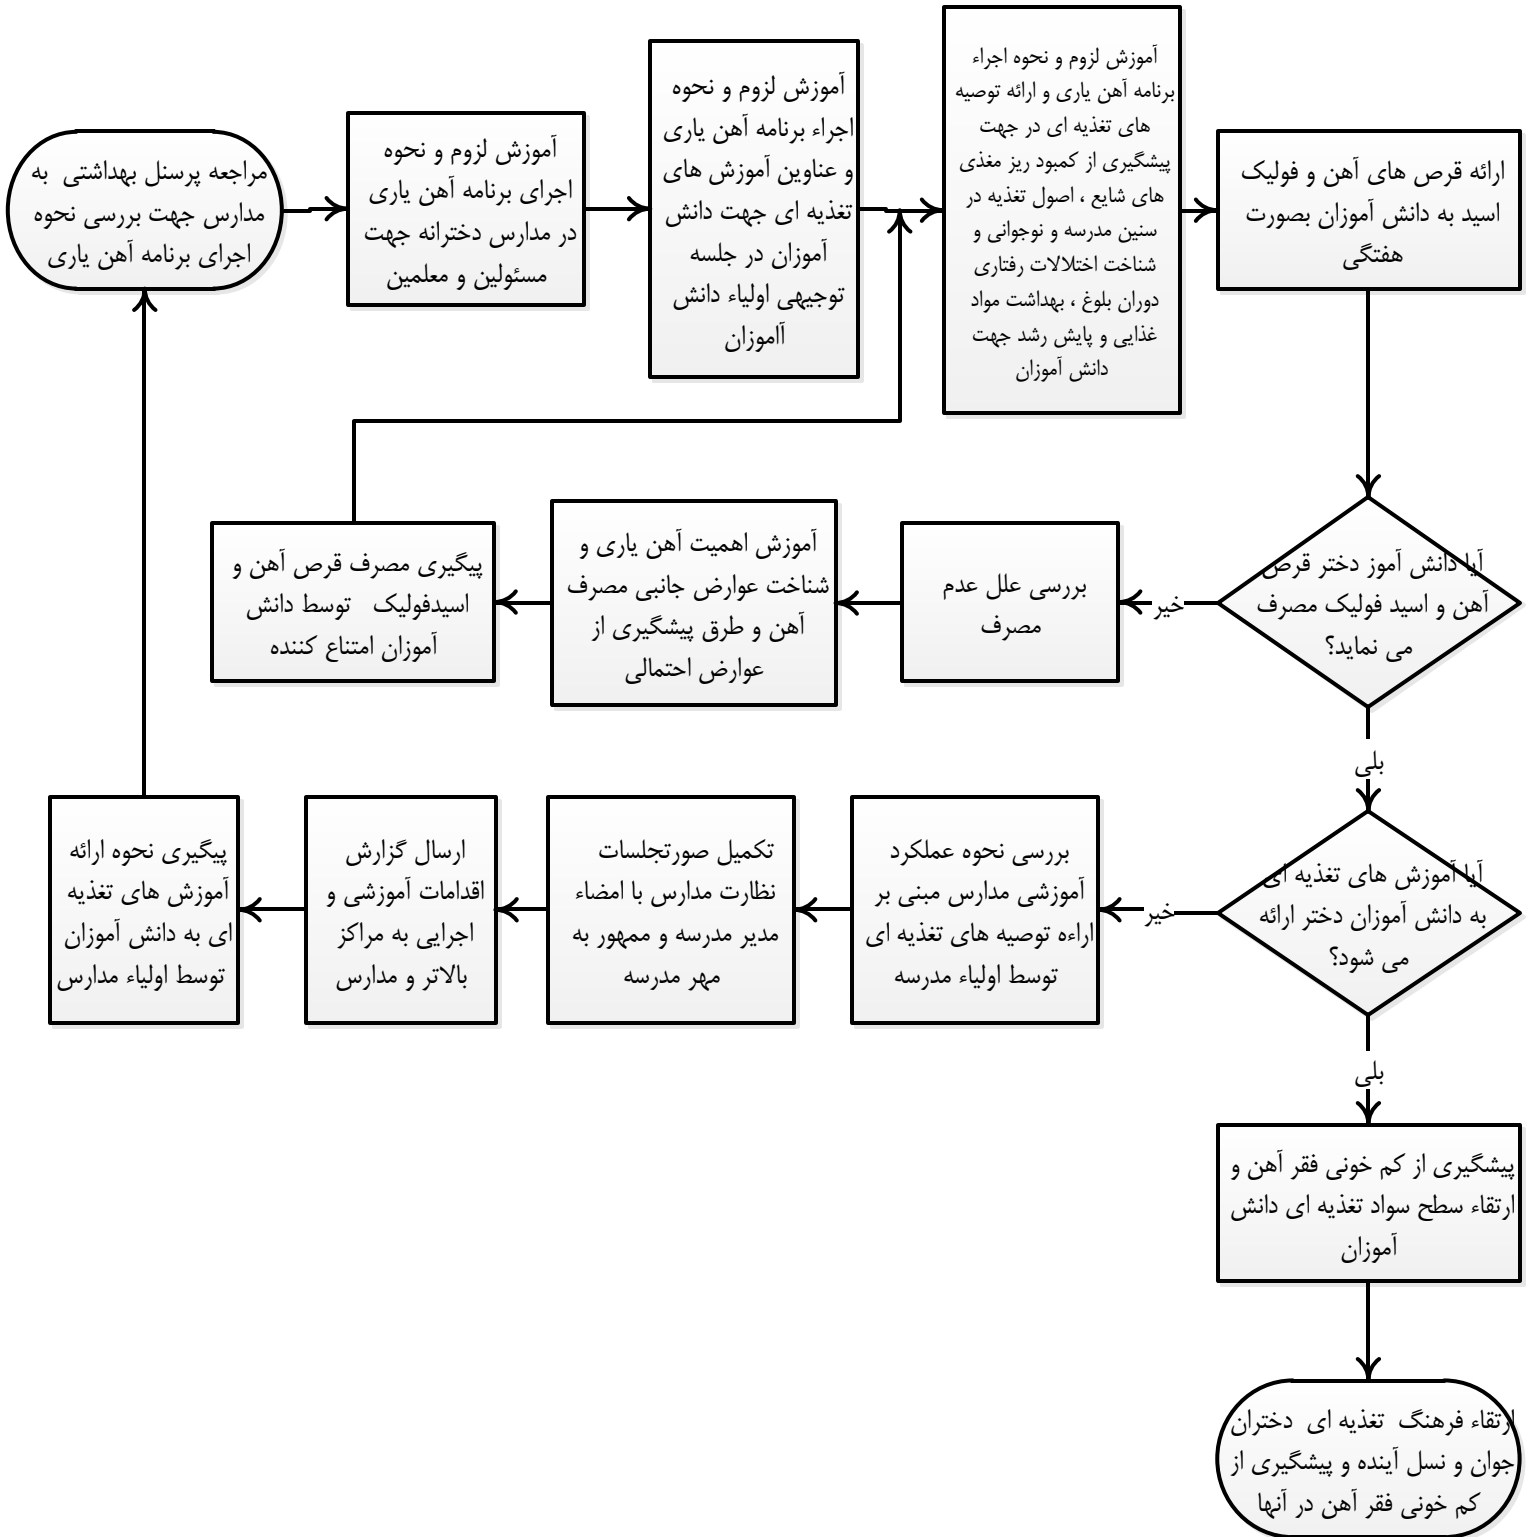 مراجعه پرسنل بهداشتی به
مدارس جهت بررسی نحوه
اجرای برنامه آهن یاری
آموزش لزوم و نحوه
اجرای برنامه آهن یاری
در مدارس دخترانه جهت
مسئولین و معلمین
آموزش لزوم و نحوه
اجراء برنامه آهن یاری
و عناوین آموزش های
تغذیه ای جهت دانش
آموزان در جلسه
توجیهی اولیاء دانش
آاموزان
آموزش لزوم و نحوه اجراء
برنامه آهن یاری و ارائه توصیه
های تغذیه ای در جهت
پیشگیری از کمبود ریز مغذی
های شایع ، اصول تغذیه در
سنین مدرسه و نوجوانی و
شناخت اختلالات رفتاری
دوران بلوغ ، بهداشت مواد
غذایی و پایش رشد جهت
دانش آموزان
ارائه قرص های آهن و فولیک
اسید به دانش آموزان بصورت
هفتگی
آیا دانش آموز دختر قرص
آهن و اسید فولیک مصرف
می نماید؟
خیر
بررسی علل عدم
مصرف
آموزش اهمیت آهن یاری و
شناخت عوارض جانبی مصرف
آهن و طرق پیشگیری از
عوارض احتمالی
پیگیری مصرف قرص آهن و
اسیدفولیک توسط دانش
آموزان امتناع کننده
بلی
آیا آموزش های تغذیه ای
به دانش آموزان دختر ارائه
می شود؟
خیر
بررسی نحوه عملکرد
آموزشی مدارس مبنی بر
اراءه توصیه های تغذیه ای
توسط اولیاء مدرسه
تکمیل صورتجلسات
نظارت مدارس با امضاء
مدیر مدرسه و ممهور به
مهر مدرسه
ارسال گزارش
اقدامات آموزشی و
اجرایی به مراکز
بالاتر و مدارس
پیگیری نحوه ارائه
آموزش های تغذیه
ای به دانش آموزان
توسط اولیاء مدارس
بلی
پیشگیری از کم خونی فقر آهن و
ارتقاء سطح سواد تغذیه ای دانش
آموزان
ارتقاء فرهنگ تغذیه ای دختران
جوان و نسل آینده و پیشگیری از
کم خونی فقر آهن در آنها